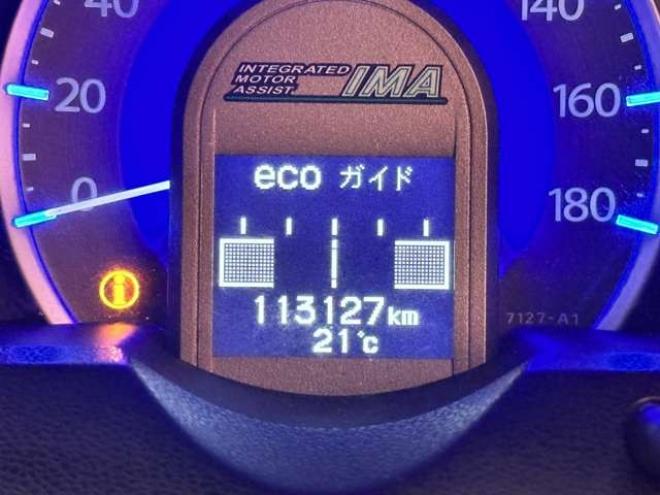 40
140
INTEGRATED
MOTOR
ASSIST
IMA
20
160
eco ガイド
0
180
113127km
7127-A1
21℃